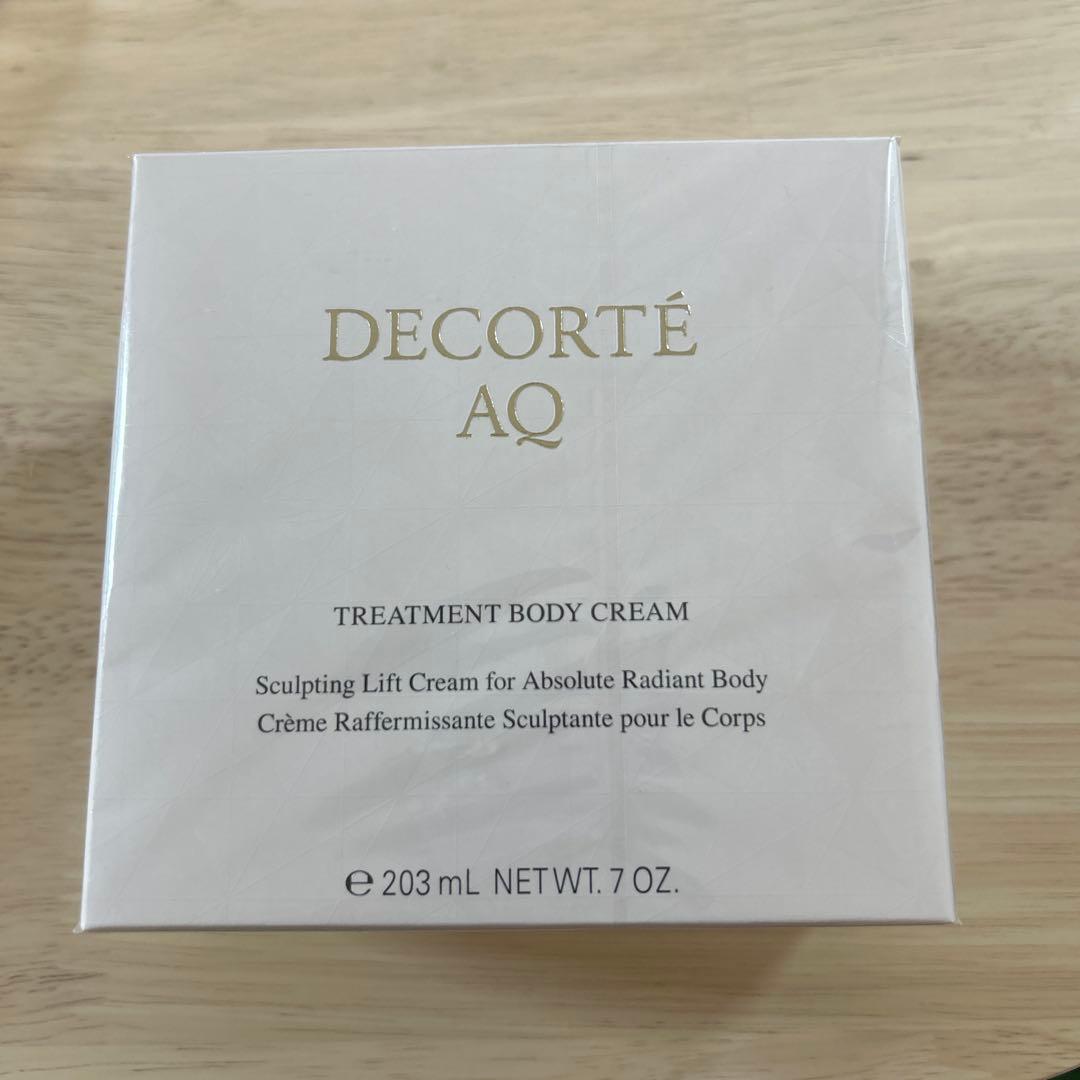 DECORTÉ
AQ
TREATMENT BODY CREAM
Sculpting Lift Cream for Absolute Radiant Body
Crème Raffermissante Sculptante pour le Corps
℮ 203 mL NET WT. 7 OZ.